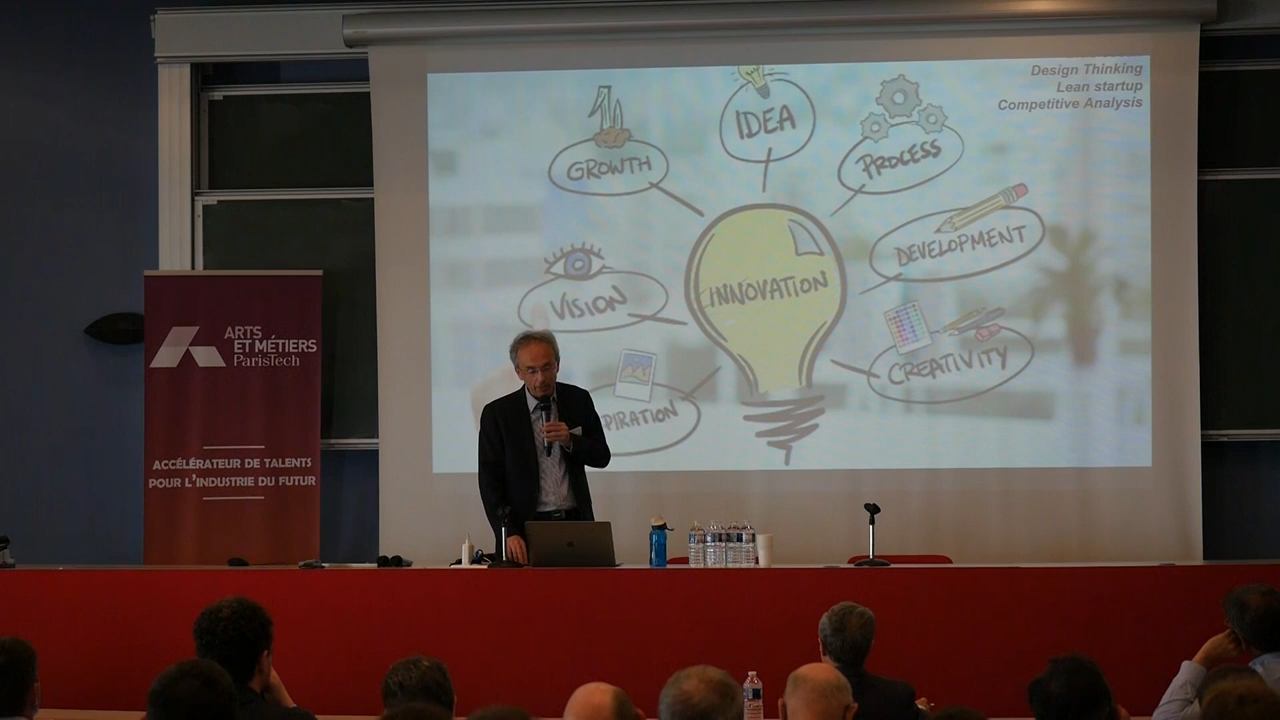 Design Thinking
Lean startup
Competitive Analysis
IDEA
GROWTH
PROCESS
DEVELOPMENT
VISION
INNOVATION
CREATIVITY
PIRATION
ARTS
ET MÉTIERS
ParisTech
ACCÉLÉRATEUR DE TALENTS
POUR L'INDUSTRIE DU FUTUR